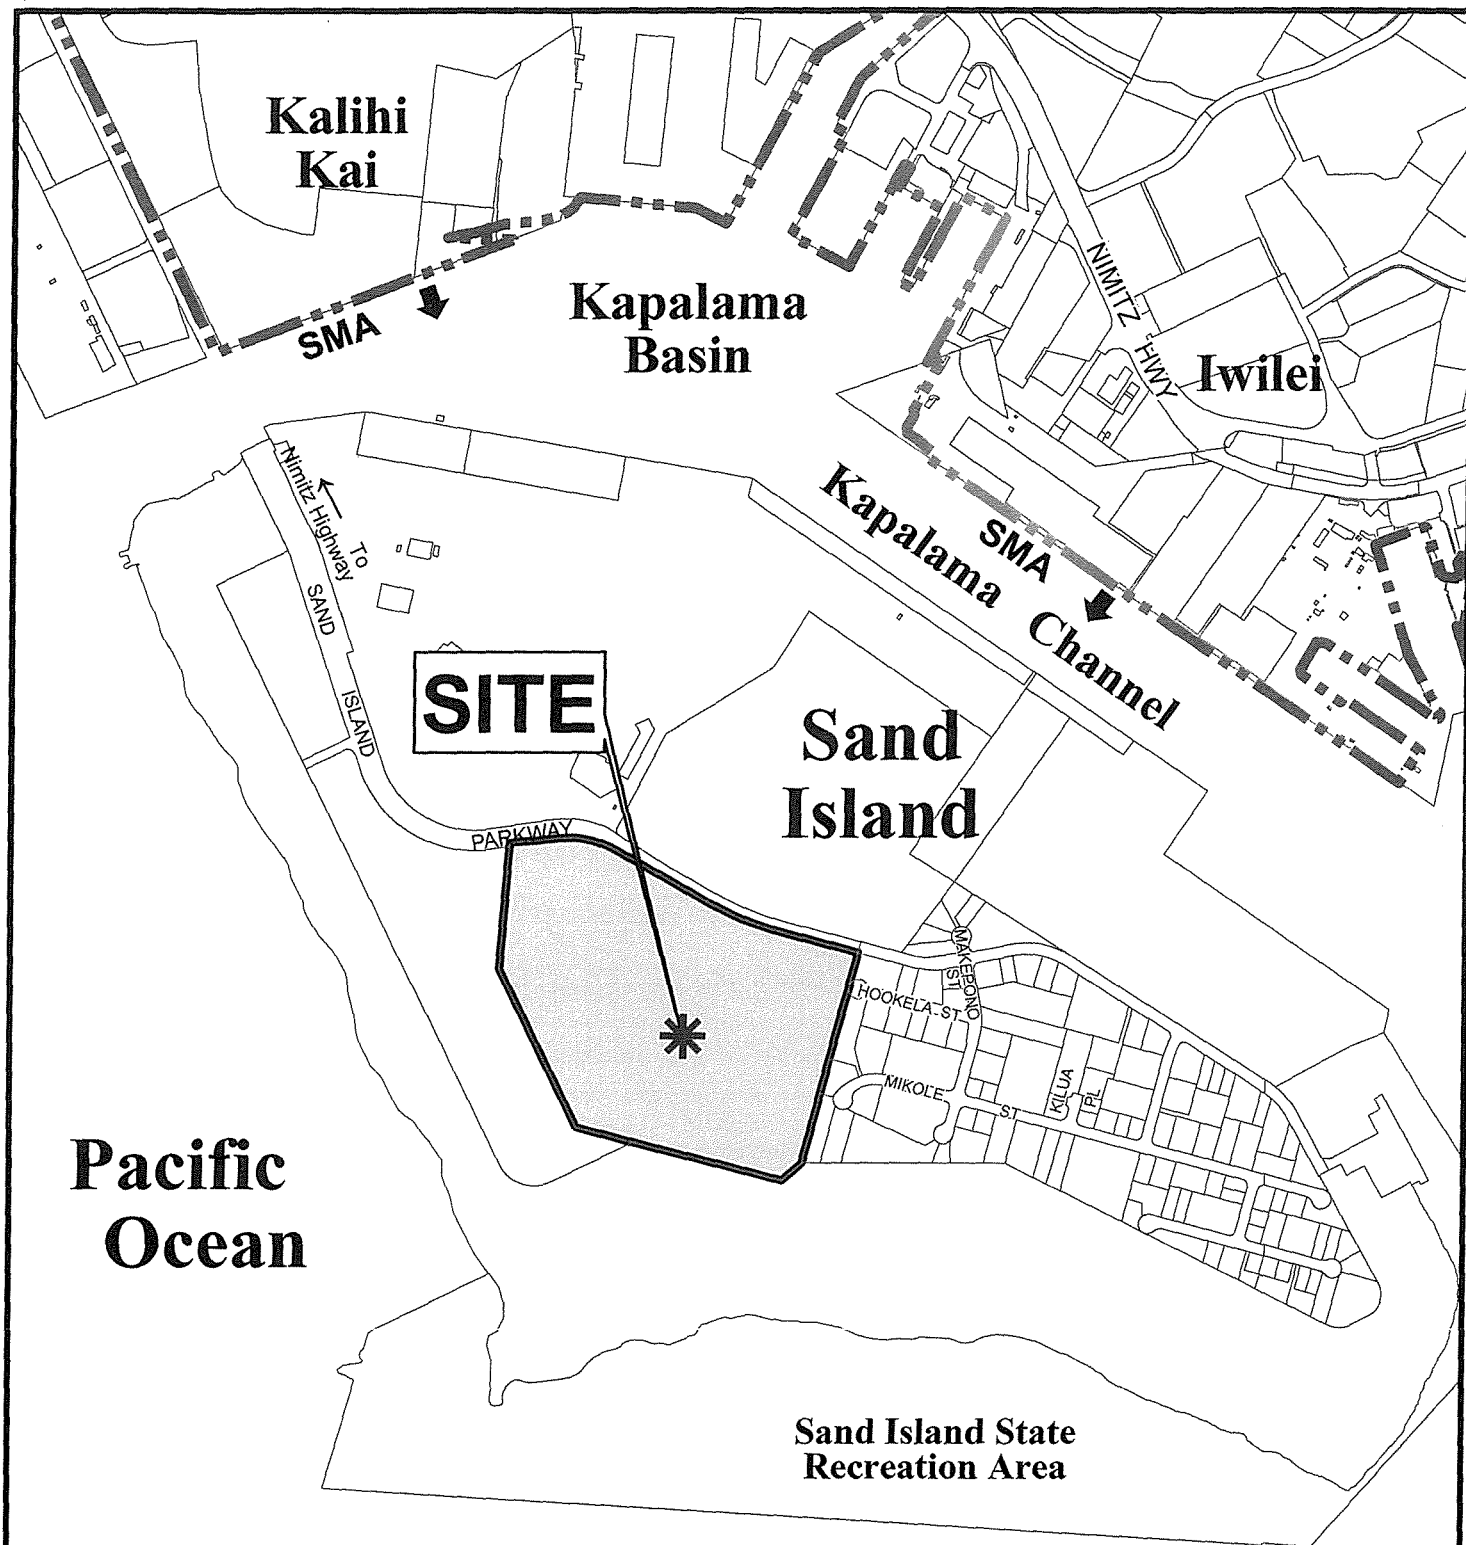 Kalihi
Kai
SMA
Kapalama
Basin
NIMITZ HWY
Iwilei
Nimitz Highway
To
Kapalama Channel
SMA
SAND ISLAND PARKWAY
SITE
Sand
Island
MAKEPONO
ST
HOOKELA ST
MIKOLE ST
KILUA
PL
Pacific
Ocean
Sand Island State
Recreation Area